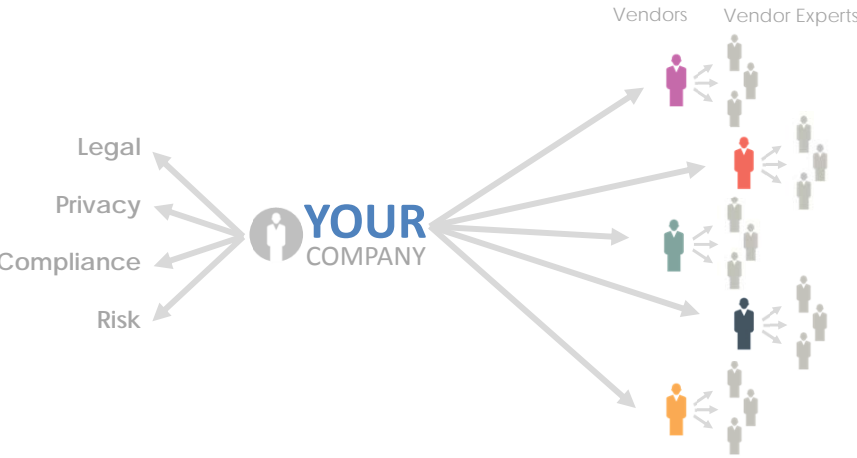 Vendors Vendor Experts
Legal
Privacy
Compliance
Risk
YOUR
COMPANY